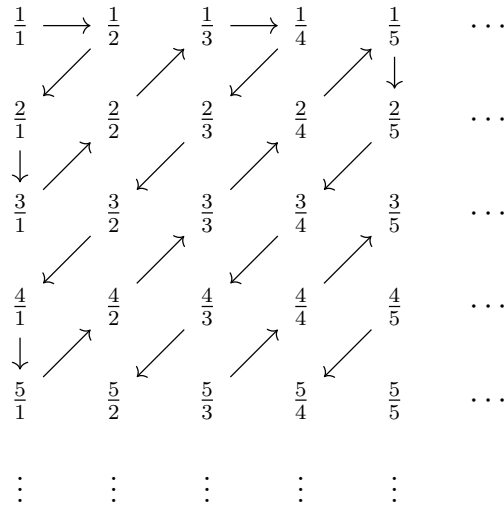 1/1 1/2 1/3 1/4 1/5 ⋯
2/1 2/2 2/3 2/4 2/5 ⋯
3/1 3/2 3/3 3/4 3/5 ⋯
4/1 4/2 4/3 4/4 4/5 ⋯
5/1 5/2 5/3 5/4 5/5 ⋯
⋮ ⋮ ⋮ ⋮ ⋮